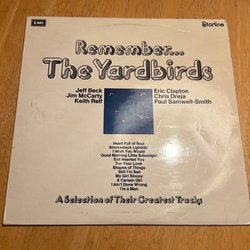 EMI
Starline
Remember...
The Yardbirds
Jeff Beck
Jim McCarty
Keith Relf
Eric Clapton
Chris Dreja
Paul Samwell-Smith
Heart Full of Soul
Smokestack Lightnin'
I Wish You Would
Good Morning Little Schoolgirl
Evil Hearted You
For Your Love
Shapes of Things
Still I'm Sad
My Girl Sloopy
A Certain Girl
I Ain't Done Wrong
I'm a Man
A Selection of Their Greatest Tracks